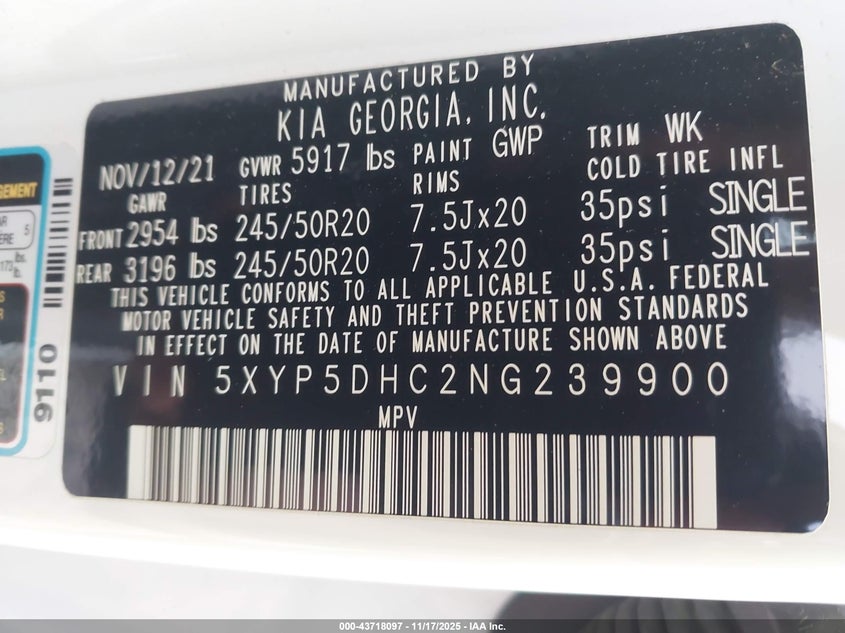 MANUFACTURED BY
KIA GEORGIA, INC.
NOV/12/21 GVWR 5917 lbs PAINT GWP TRIM WK
GAWR TIRES RIMS COLD TIRE INFL
FRONT 2954 lbs 245/50R20 7.5Jx20 35psi SINGLE
REAR 3196 lbs 245/50R20 7.5Jx20 35psi SINGLE
THIS VEHICLE CONFORMS TO ALL APPLICABLE U.S.A. FEDERAL
MOTOR VEHICLE SAFETY AND THEFT PREVENTION STANDARDS
IN EFFECT ON THE DATE OF MANUFACTURE SHOWN ABOVE
VIN 5XYP5DHC2NG239900
MPV
9110
5
000-43718097 - 11/17/2025 - IAA Inc.